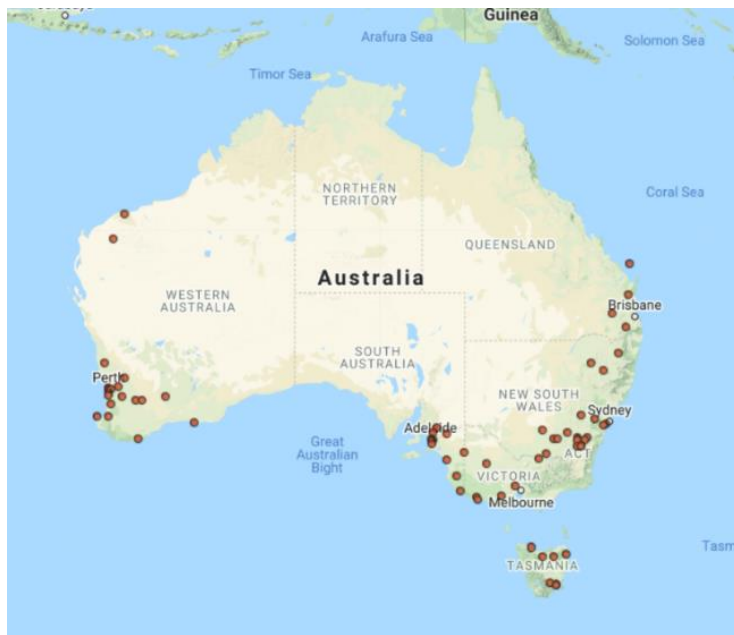 Guinea
Arafura Sea
Solomon Sea
Timor Sea
NORTHERN
TERRITORY
Coral Sea
QUEENSLAND
Australia
WESTERN
AUSTRALIA
Brisbane
SOUTH
AUSTRALIA
Perth
NEW SOUTH
WALES
Sydney
Adelaide
Great
Australian
Bight
ACT
VICTORIA
Melbourne
Tasm
TASMANIA